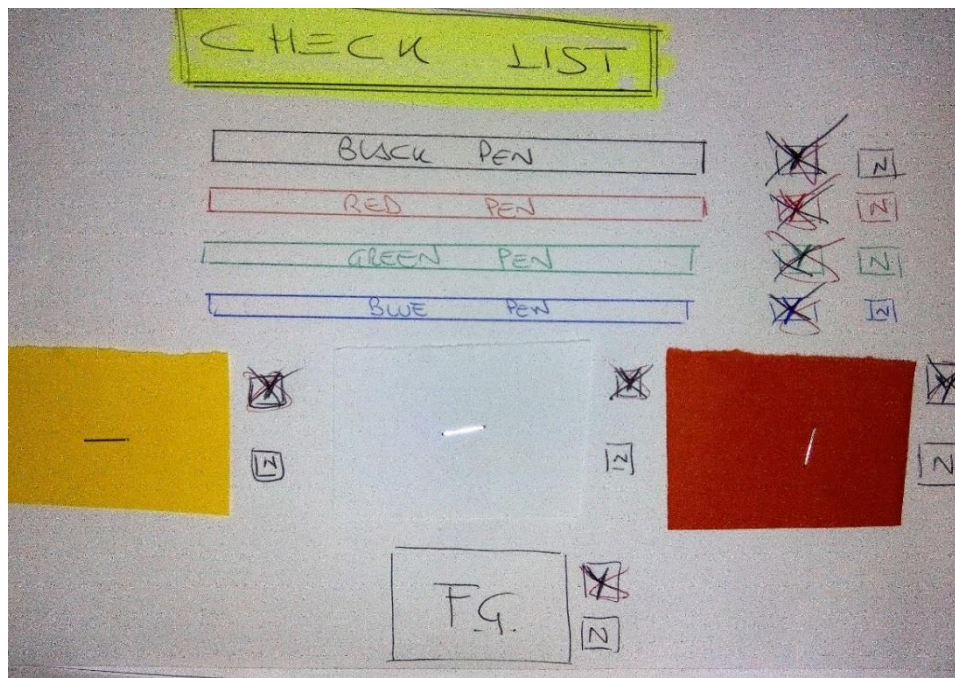 CHECK LIST.
BLACK PEN Y N
RED PEN Y N
GREEN PEN Y N
BLUE PEN Y N
Y Y Y
N N N
F.G. Y
N